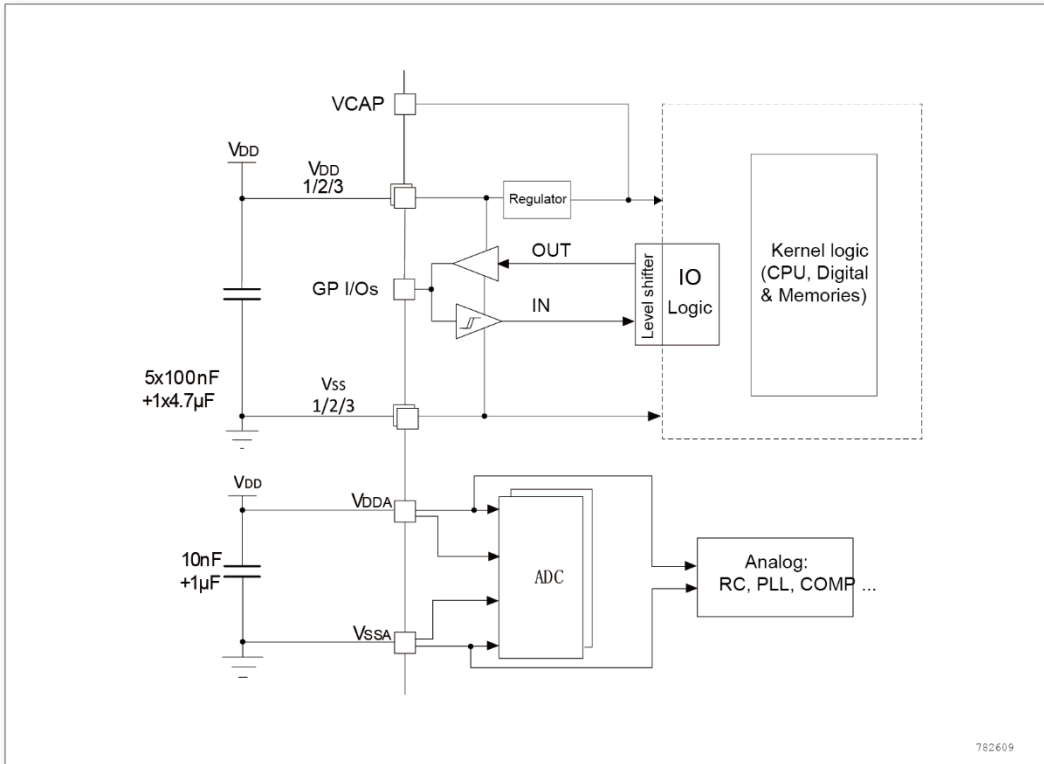 VCAP
VDD
VDD
1/2/3
Regulator
OUT
GP I/Os
IN
Level shifter
IO
Logic
Kernel logic
(CPU, Digital
& Memories)
5x100nF
+1x4.7µF
Vss
1/2/3
VDD
VDDA
10nF
+1µF
ADC
Analog:
RC, PLL, COMP ...
VSSA
782609